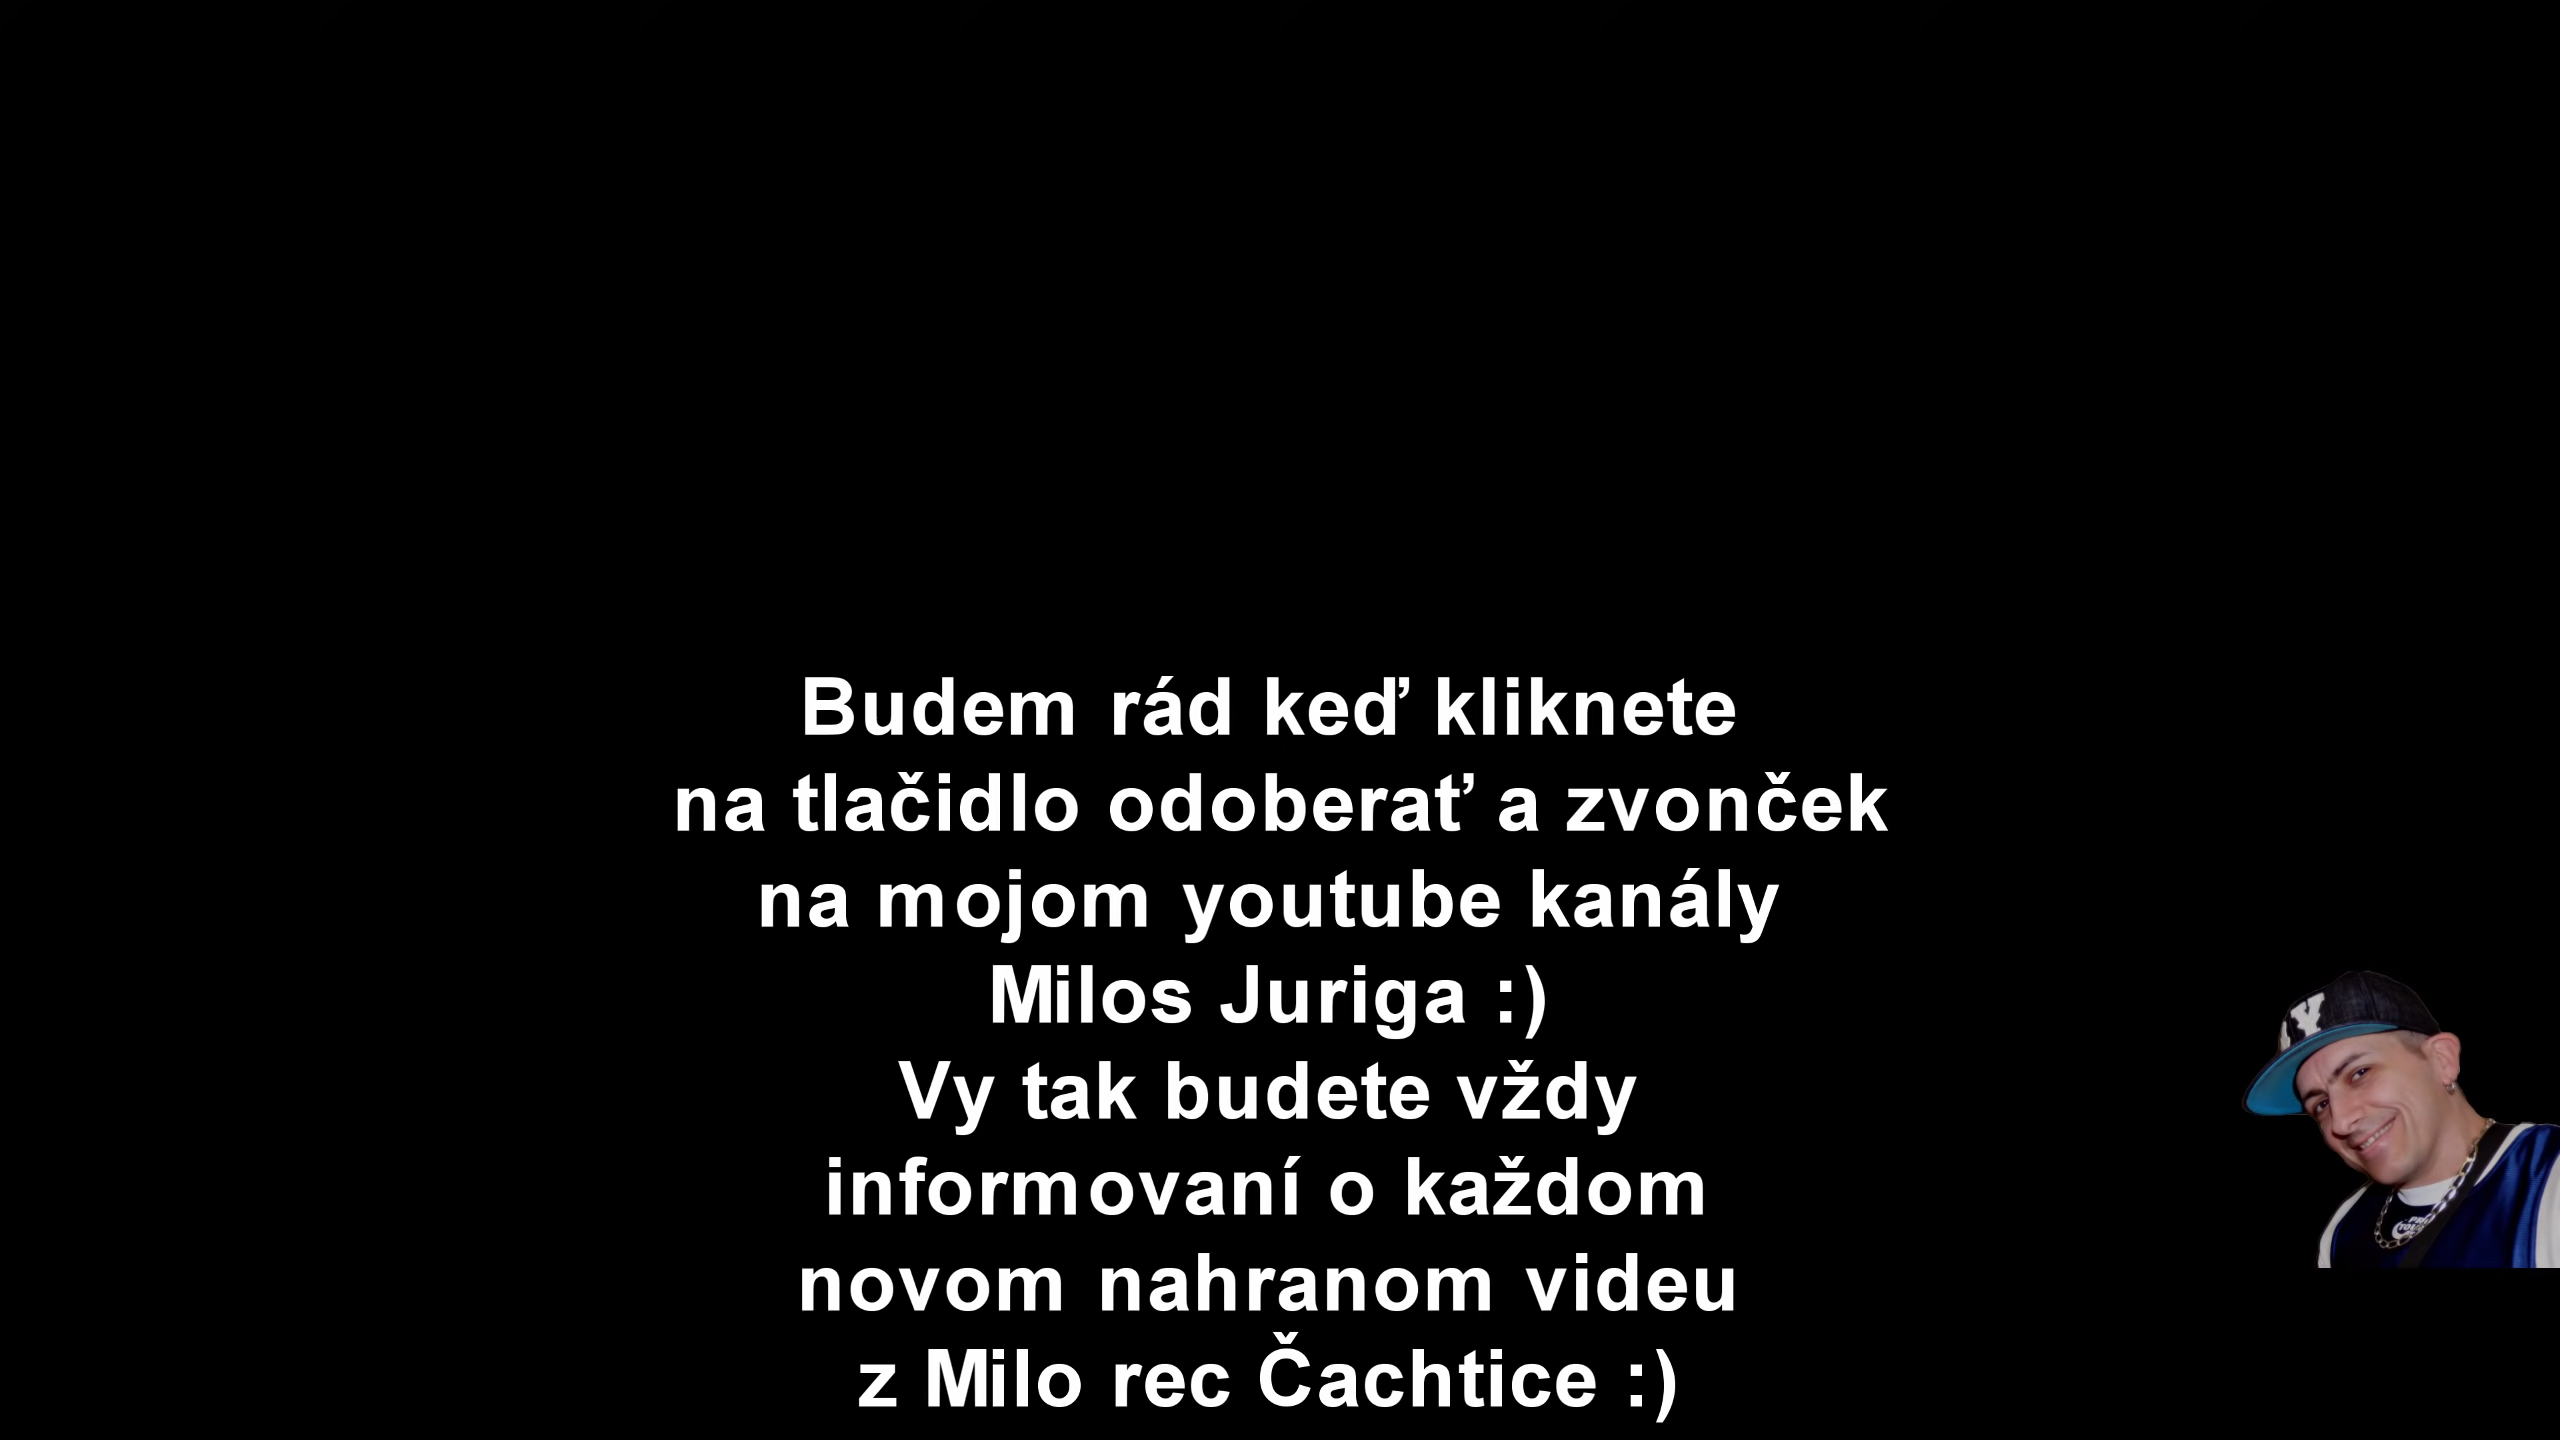 Budem rád keď kliknete
na tlačidlo odoberať a zvonček
na mojom youtube kanály
Milos Juriga :)
Vy tak budete vždy
informovaní o každom
novom nahranom videu
z Milo rec Čachtice :)